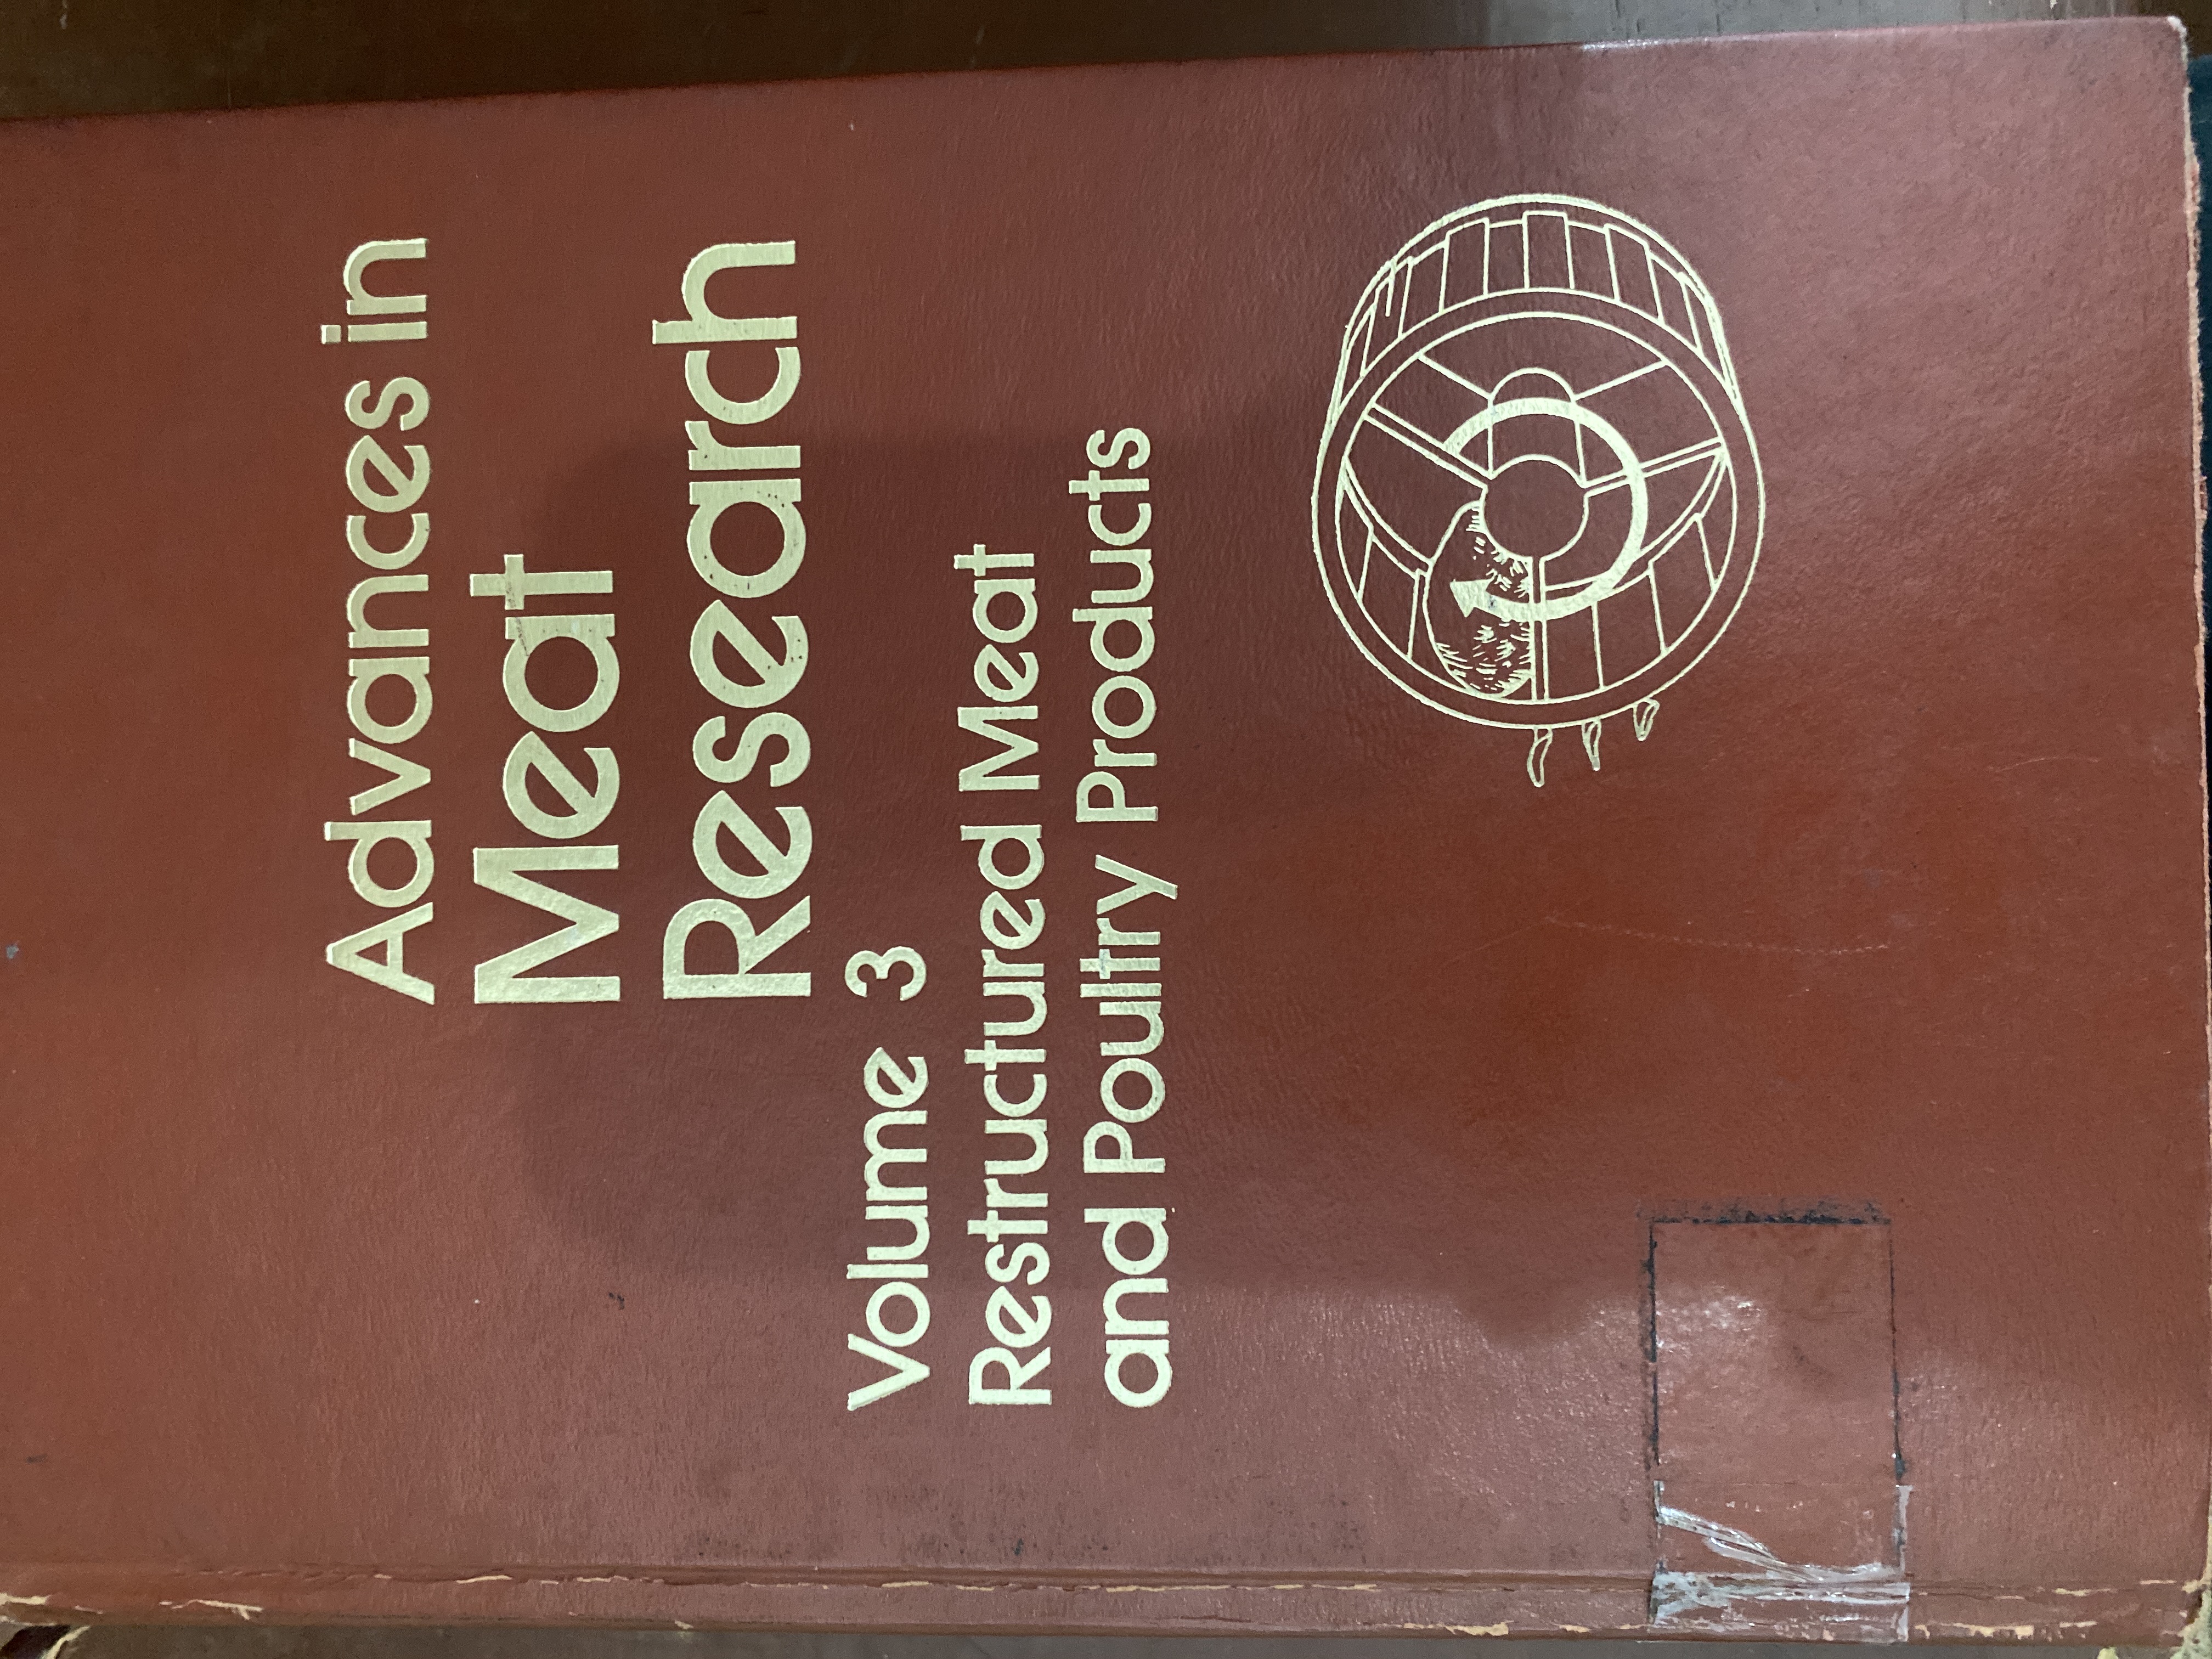 Advances in
Meat
Research
Volume 3
Restructured Meat
and Poultry Products